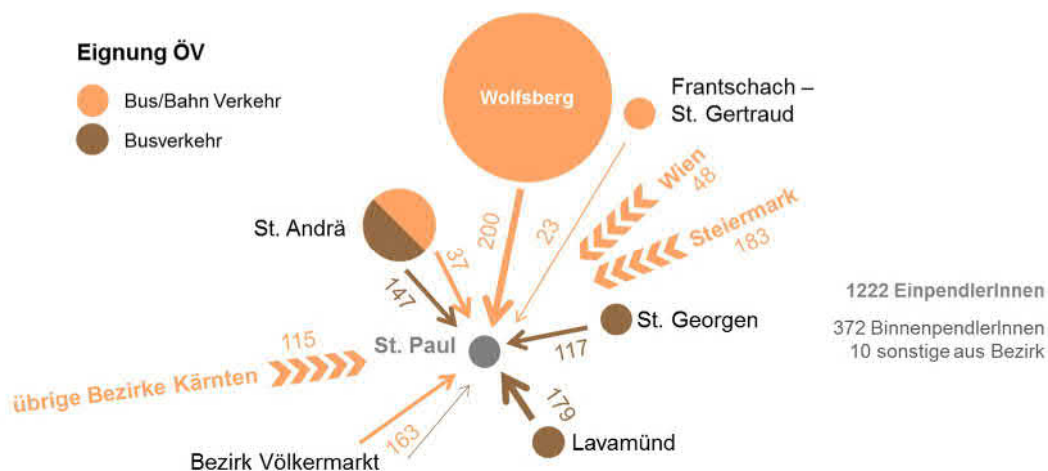 Eignung ÖV
Bus/Bahn Verkehr
Busverkehr
Wolfsberg
Frantschach –
St. Gertraud
Wien
48
Steiermark
183
St. Andrä
37
200
23
147
1222 EinpendlerInnen
372 BinnenpendlerInnen
10 sonstige aus Bezirk
St. Georgen
117
St. Paul
115
übrige Bezirke Kärnten
163
179
Lavamünd
Bezirk Völkermarkt